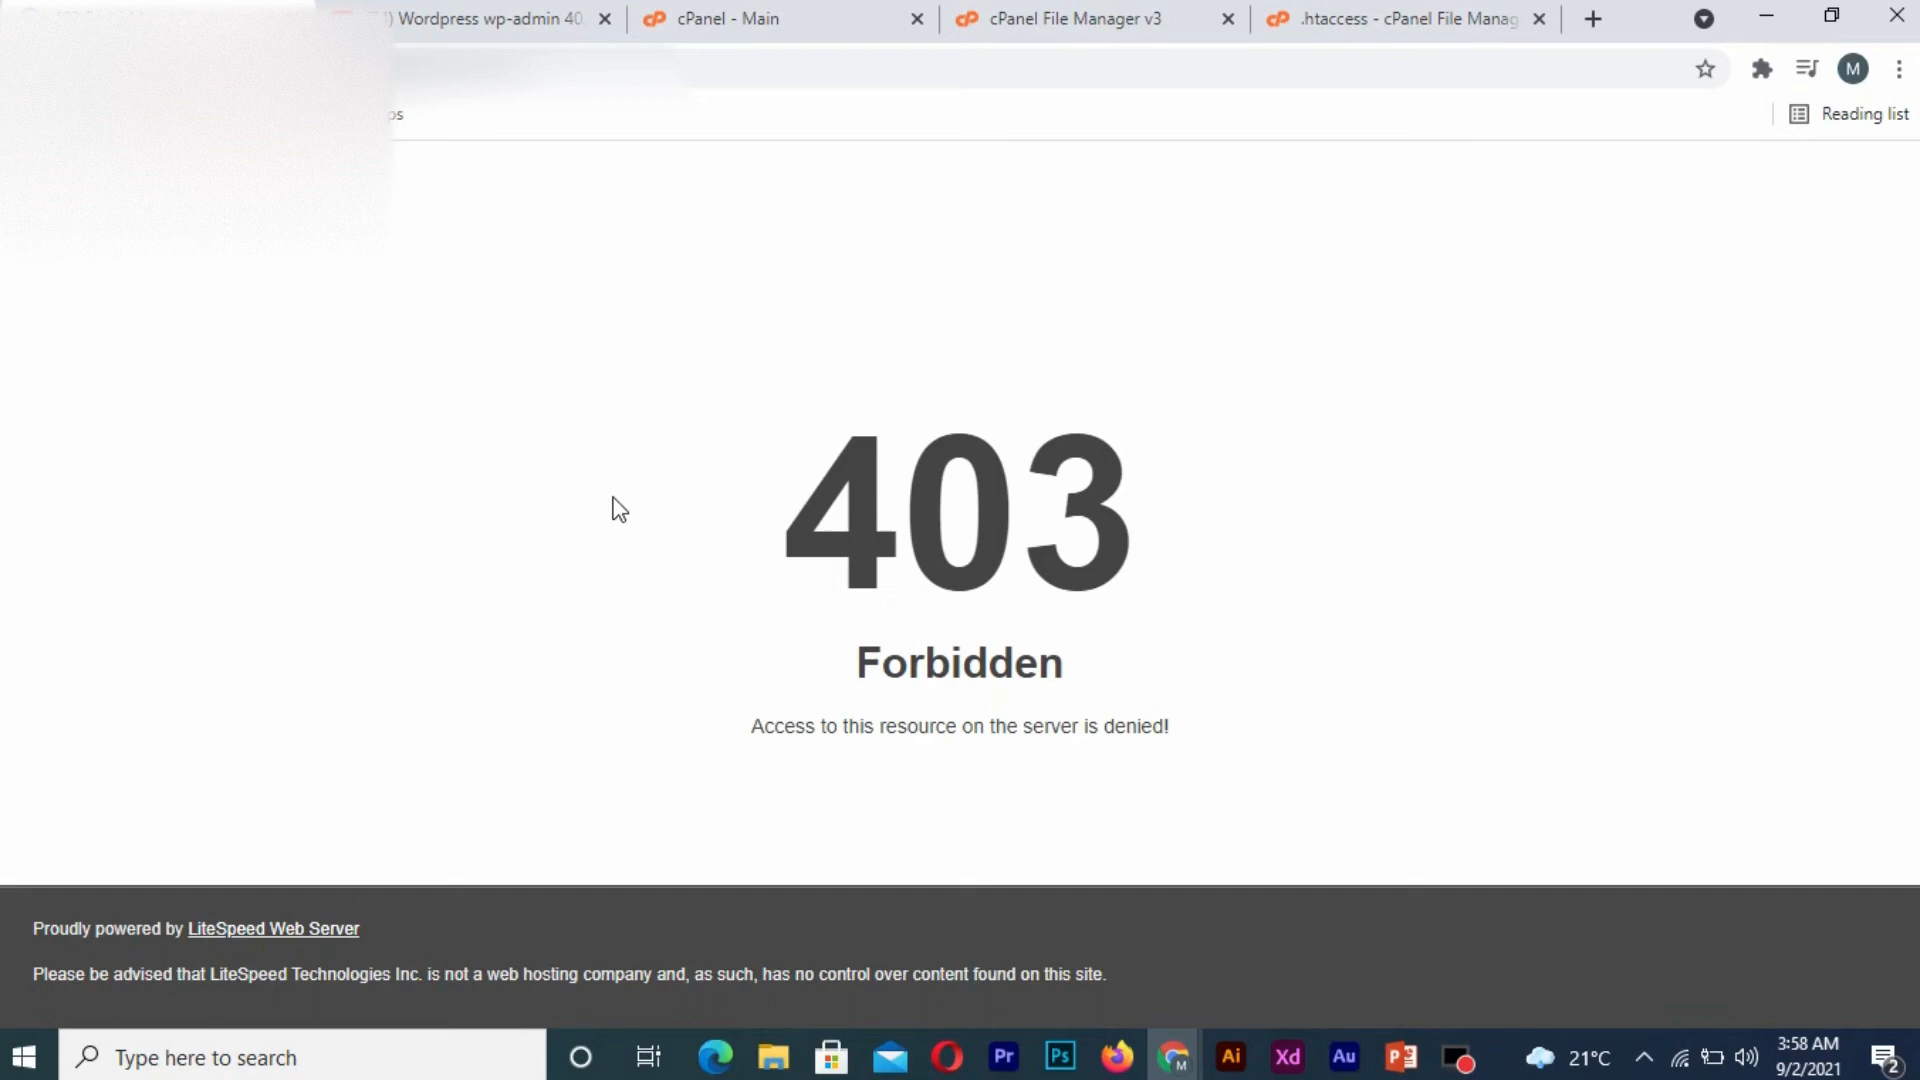 Wordpress wp-admin 40
cPanel - Main
cPanel File Manager v3
.htaccess - cPanel File Manag
M
Reading list
403
Forbidden
Access to this resource on the server is denied!
Proudly powered by LiteSpeed Web Server
Please be advised that LiteSpeed Technologies Inc. is not a web hosting company and, as such, has no control over content found on this site.
Type here to search
Pr
Ps
M
Ai
Xd
Au
P
21°C
3:58 AM
9/2/2021
2